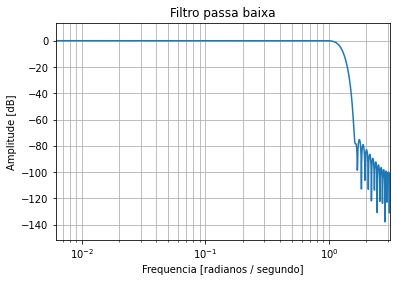 Filtro passa baixa
Amplitude [dB]
0
−20
−40
−60
−80
−100
−120
−140
10⁻² 10⁻¹ 10⁰
Frequencia [radianos / segundo]